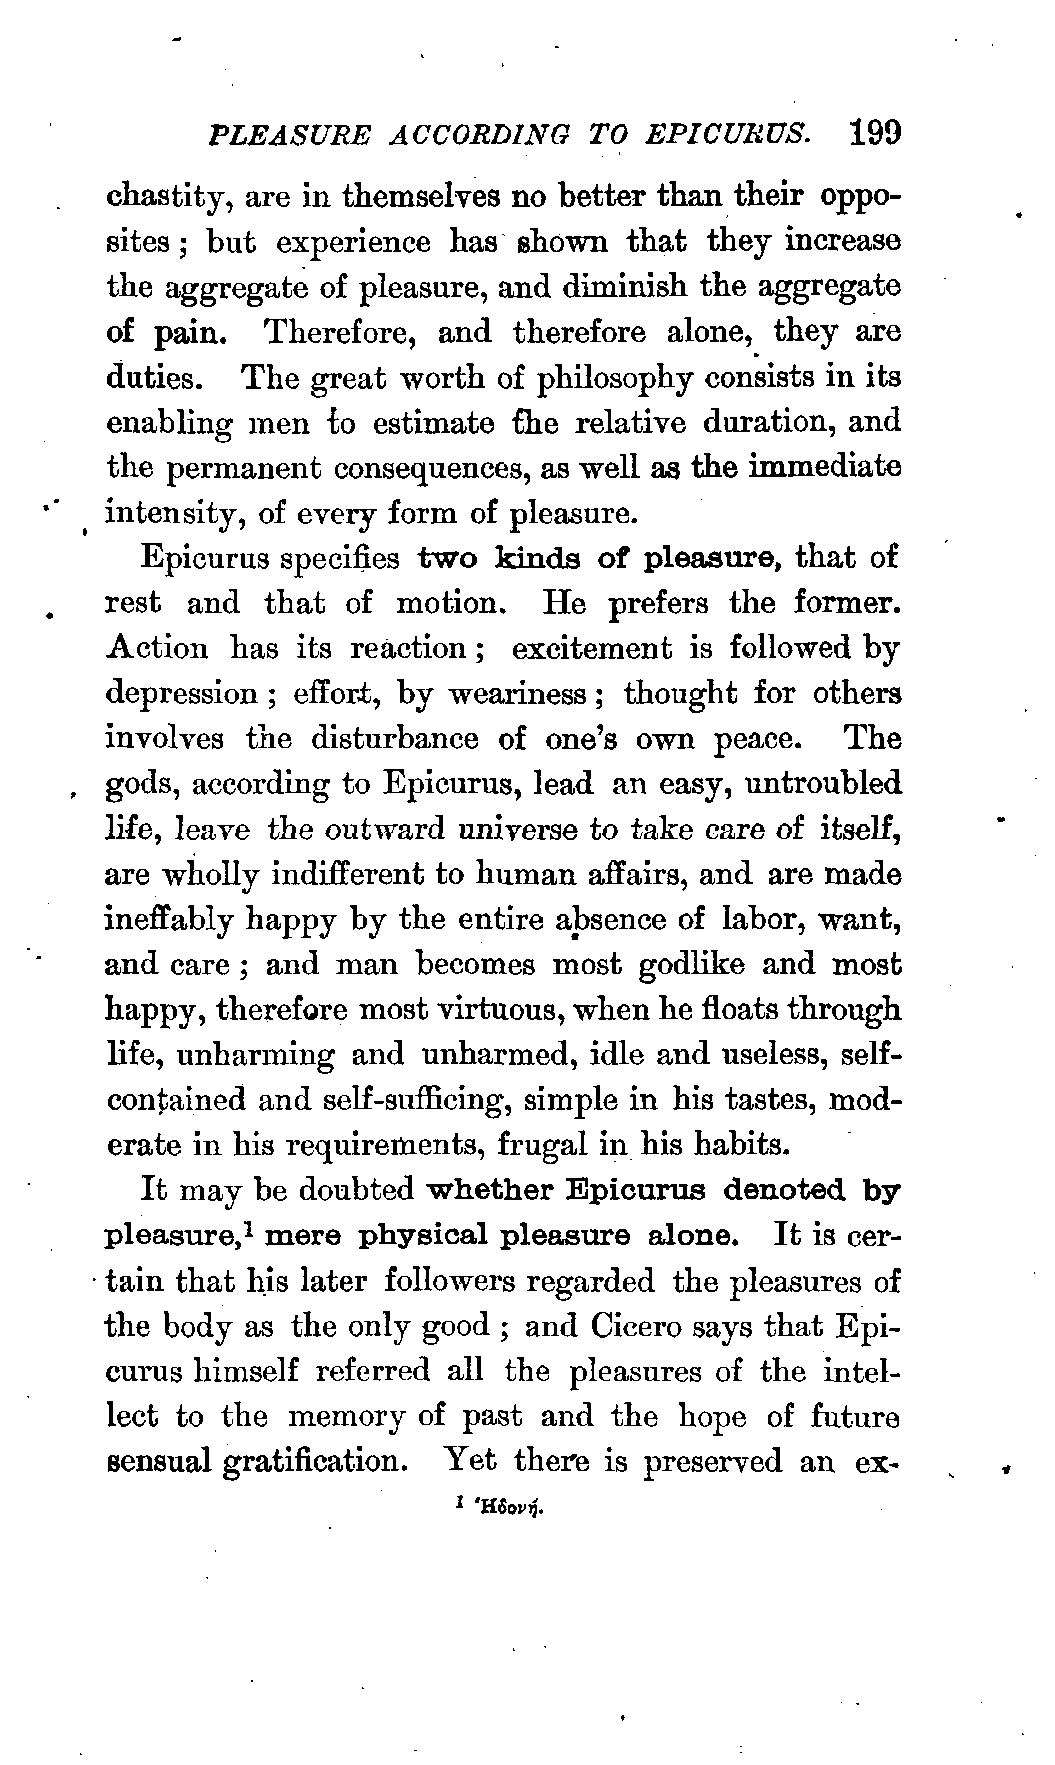 PLEASURE ACCORDING TO EPICURUS. 199
chastity, are in themselves no better than their oppo-
sites ; but experience has shown that they increase
the aggregate of pleasure, and diminish the aggregate
of pain. Therefore, and therefore alone, they are
duties. The great worth of philosophy consists in its
enabling men to estimate the relative duration, and
the permanent consequences, as well as the immediate
intensity, of every form of pleasure.
Epicurus specifies two kinds of pleasure, that of
rest and that of motion. He prefers the former.
Action has its reaction ; excitement is followed by
depression ; effort, by weariness ; thought for others
involves the disturbance of one's own peace. The
gods, according to Epicurus, lead an easy, untroubled
life, leave the outward universe to take care of itself,
are wholly indifferent to human affairs, and are made
ineffably happy by the entire absence of labor, want,
and care ; and man becomes most godlike and most
happy, therefore most virtuous, when he floats through
life, unharming and unharmed, idle and useless, self-
contained and self-sufficing, simple in his tastes, mod-
erate in his requirements, frugal in his habits.
It may be doubted whether Epicurus denoted by
pleasure,¹ mere physical pleasure alone. It is cer-
tain that his later followers regarded the pleasures of
the body as the only good ; and Cicero says that Epi-
curus himself referred all the pleasures of the intel-
lect to the memory of past and the hope of future
sensual gratification. Yet there is preserved an ex-
¹ Ἡδονή.